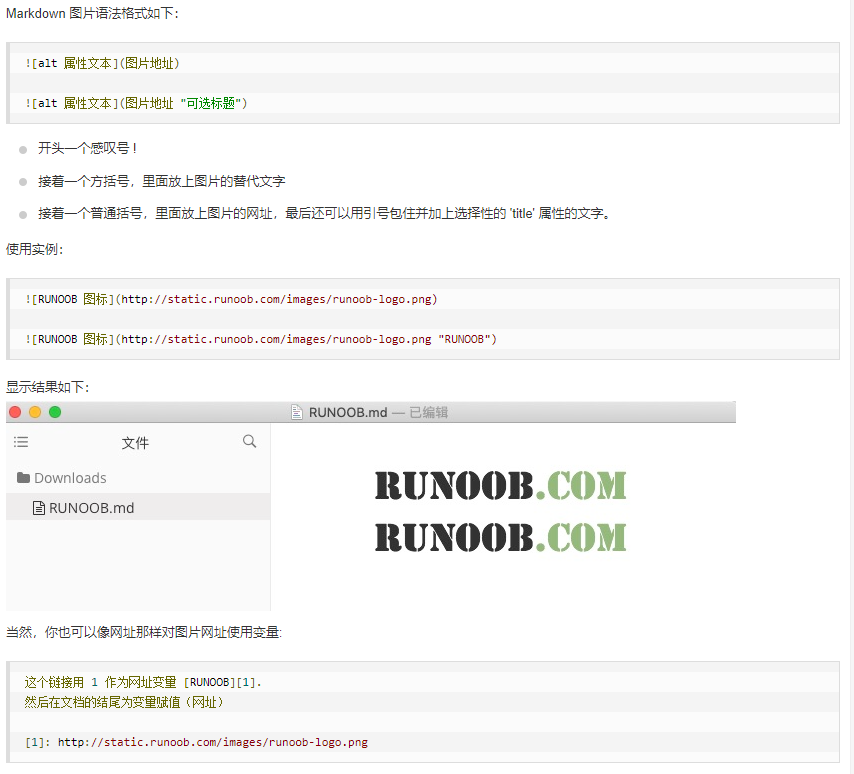 Markdown 图片语法格式如下：
![alt 属性文本](图片地址)
![alt 属性文本](图片地址 "可选标题")
开头一个感叹号 !
接着一个方括号，里面放上图片的替代文字
接着一个普通括号，里面放上图片的网址，最后还可以用引号包住并加上选择性的 'title' 属性的文字。
使用实例：
![RUNOOB 图标](http://static.runoob.com/images/runoob-logo.png)
![RUNOOB 图标](http://static.runoob.com/images/runoob-logo.png "RUNOOB")
显示结果如下：
RUNOOB.md — 已编辑
文件
Downloads
RUNOOB.md
RUNOOB.COM
RUNOOB.COM
当然，你也可以像网址那样对图片网址使用变量:
这个链接用 1 作为网址变量 [RUNOOB][1].
然后在文档的结尾为变量赋值（网址）
[1]: http://static.runoob.com/images/runoob-logo.png